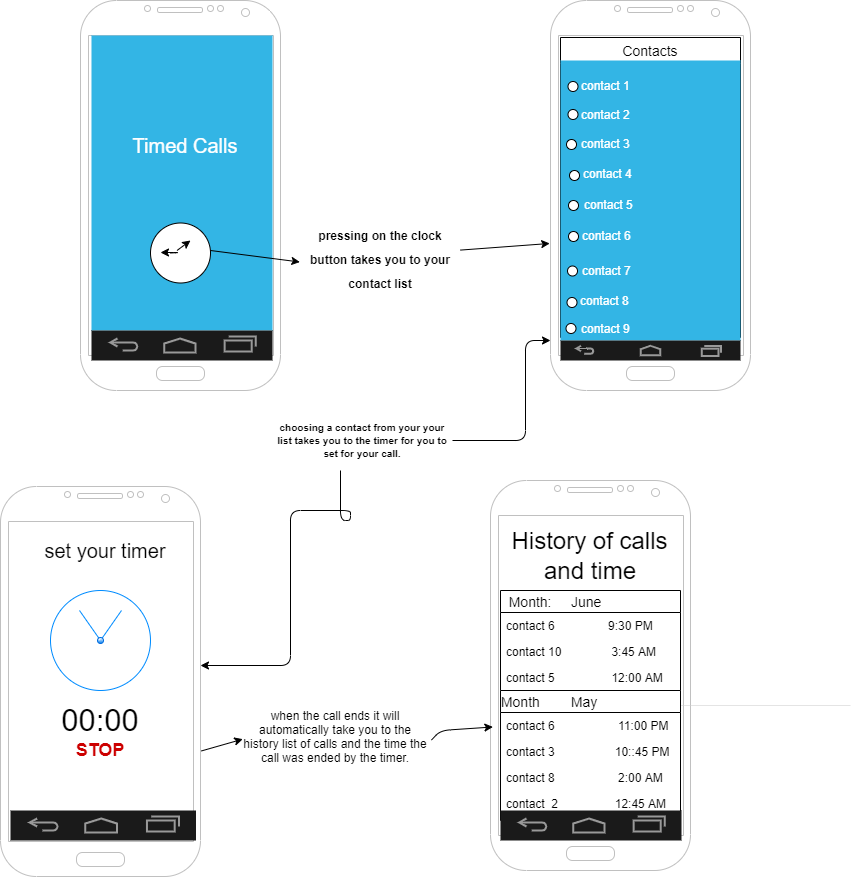 Timed Calls
pressing on the clock
button takes you to your
contact list
Contacts
contact 1
contact 2
contact 3
contact 4
contact 5
contact 6
contact 7
contact 8
contact 9
choosing a contact from your your
list takes you to the timer for you to
set for your call.
set your timer
00:00
STOP
when the call ends it will
automatically take you to the
history list of calls and the time the
call was ended by the timer.
History of calls
and time
Month: June
contact 6 9:30 PM
contact 10 3:45 AM
contact 5 12:00 AM
Month May
contact 6 11:00 PM
contact 3 10::45 PM
contact 8 2:00 AM
contact 2 12:45 AM